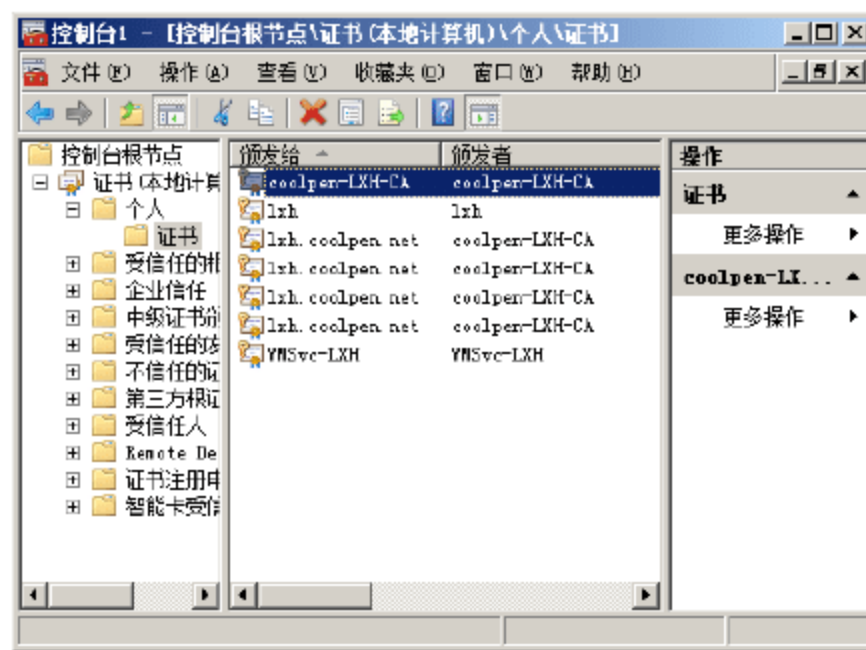 控制台1 - [控制台根节点\证书(本地计算机)\个人\证书]
文件(F) 操作(A) 查看(V) 收藏夹(O) 窗口(W) 帮助(H)
控制台根节点
证书(本地计算
个人
证书
受信任的根
企业信任
中级证书颁
受信任的发
不信任的证
第三方根证
受信任人
Remote De
证书注册申
智能卡受信
颁发给 颁发者
coolpen-LXH-CA coolpen-LXH-CA
lxh lxh
lxh.coolpen.net coolpen-LXH-CA
lxh.coolpen.net coolpen-LXH-CA
lxh.coolpen.net coolpen-LXH-CA
lxh.coolpen.net coolpen-LXH-CA
WMSvc-LXH WMSvc-LXH
操作
证书
更多操作
coolpen-LX...
更多操作